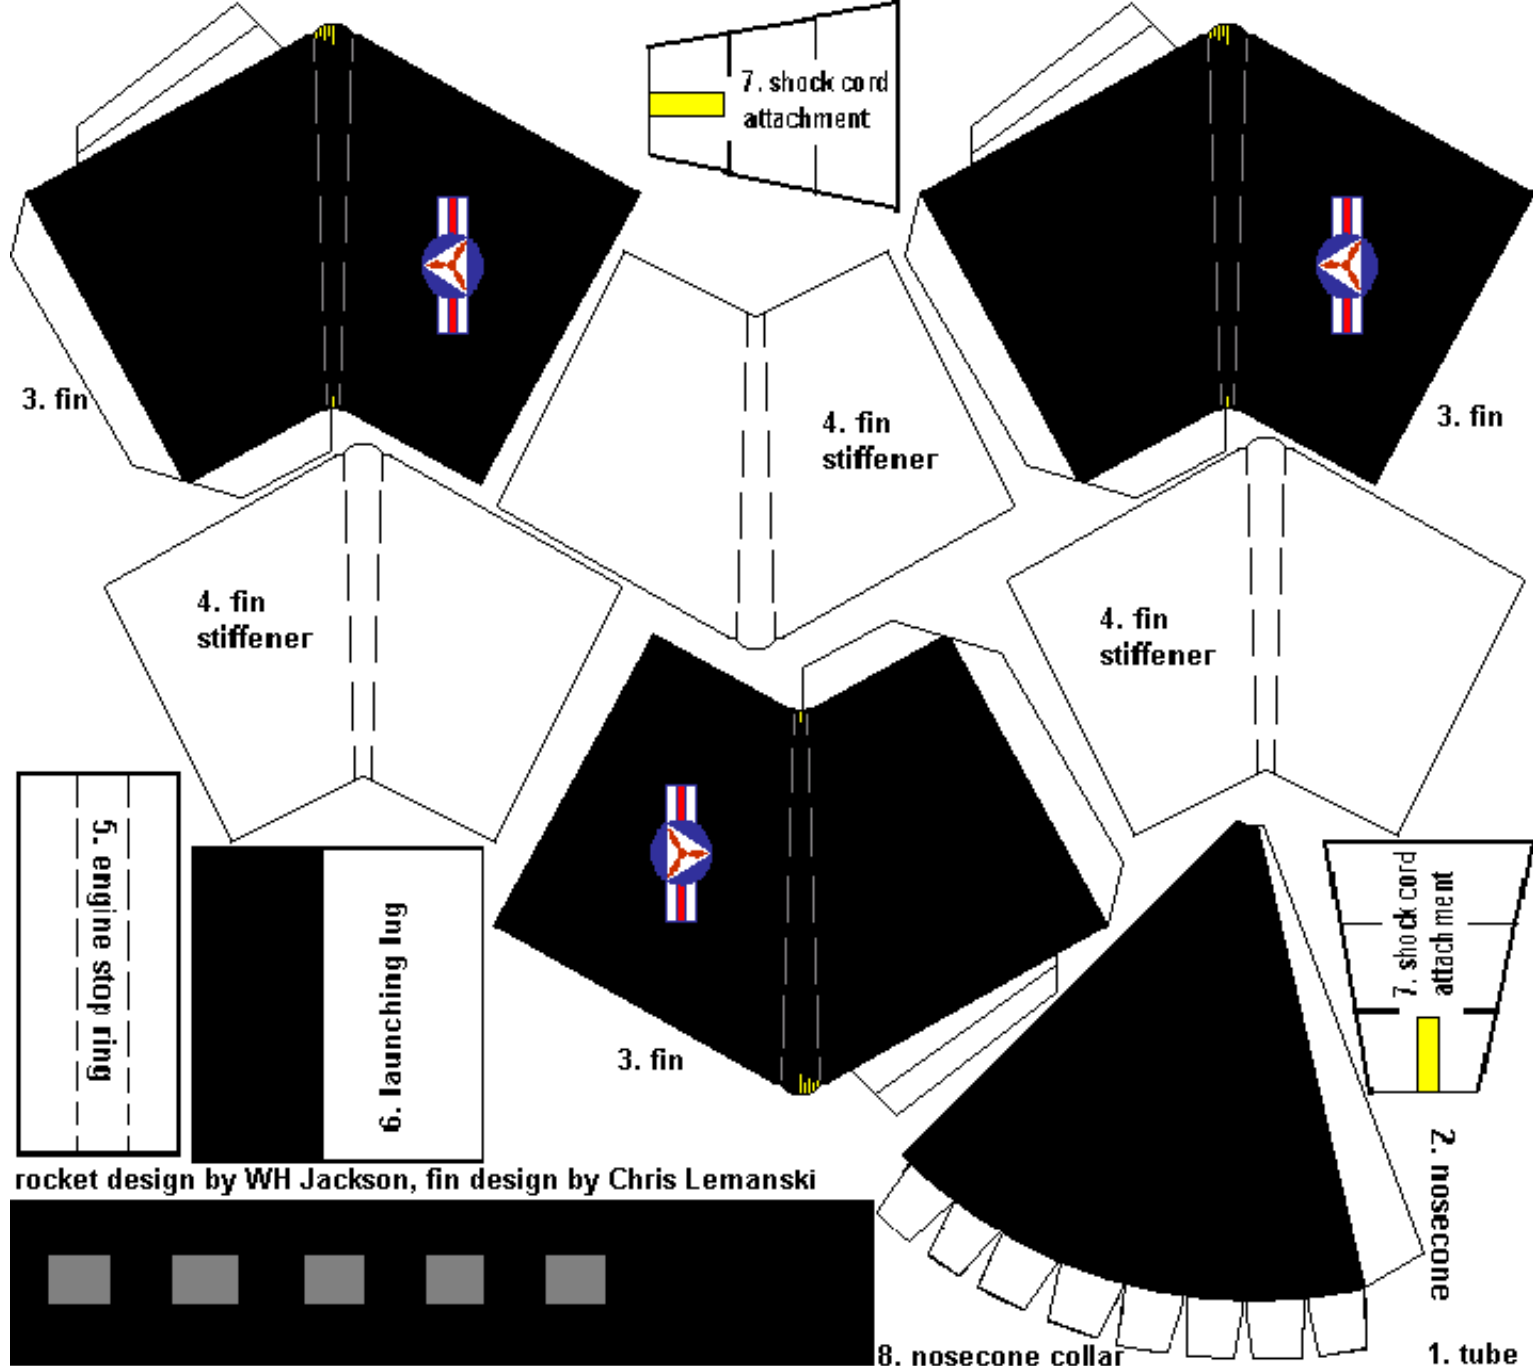 7. shock cord
attachment
3. fin
4. fin
stiffener
3. fin
4. fin
stiffener
4. fin
stiffener
5. engine stop ring
6. launching lug
3. fin
7. shock cord
attachment
rocket design by WH Jackson, fin design by Chris Lemanski
2. nosecone
8. nosecone collar
1. tube